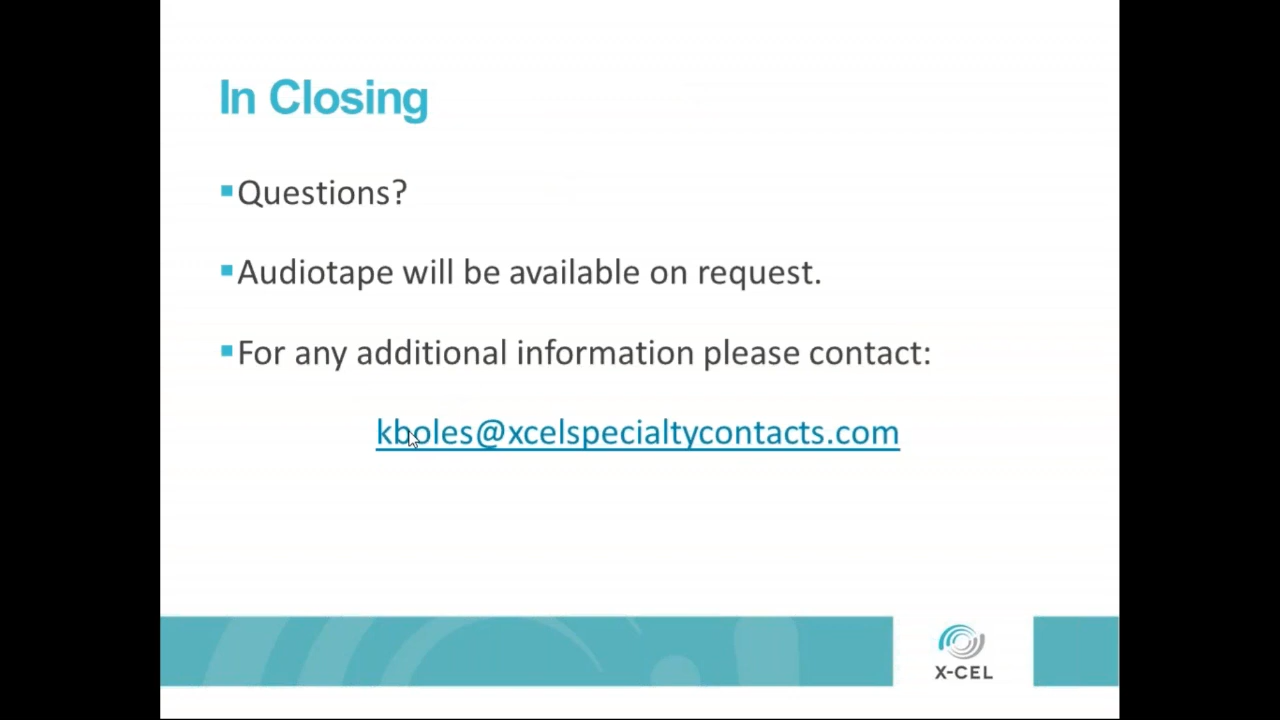 In Closing
Questions?
Audiotape will be available on request.
For any additional information please contact:
kboles@xcelspecialtycontacts.com
X-CEL